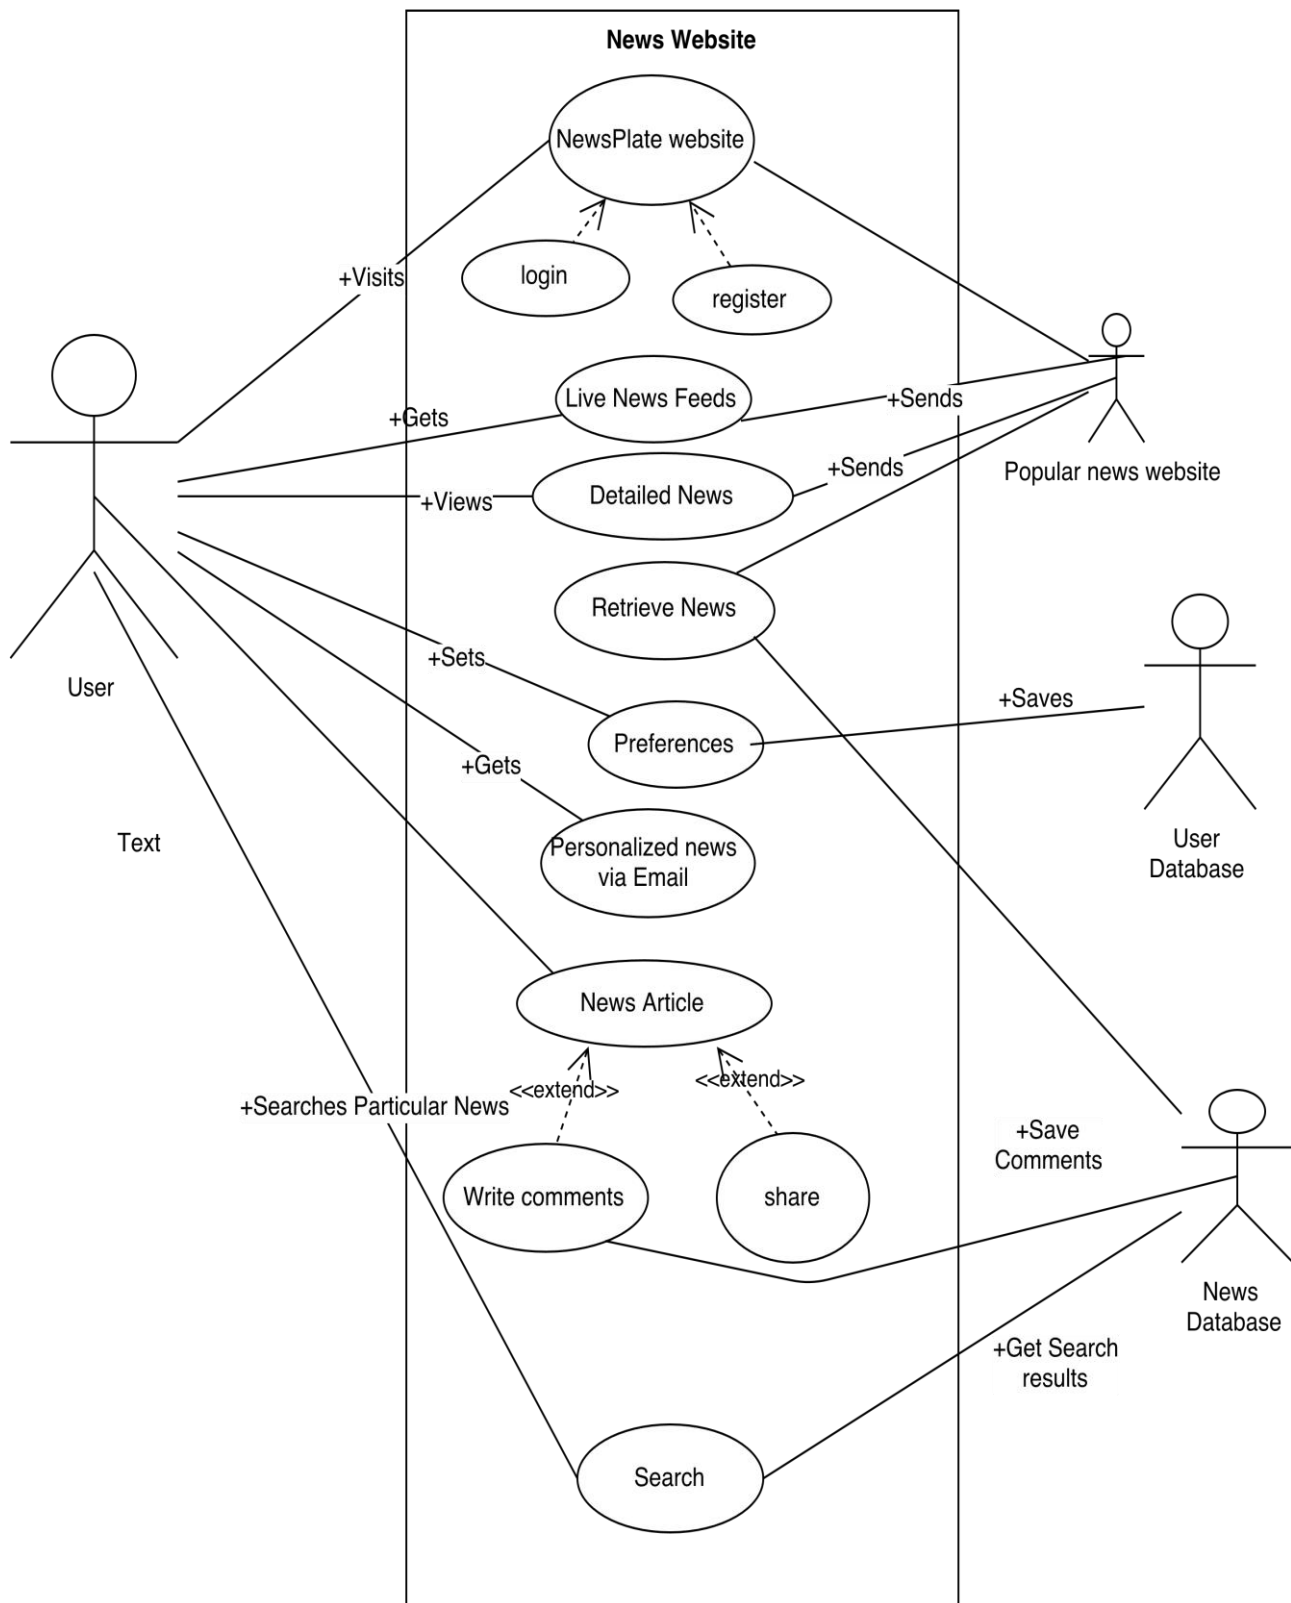 News Website
NewsPlate website
login
register
+Visits
Live News Feeds
+Gets
+Sends
Popular news website
Detailed News
+Views
+Sends
Retrieve News
User
+Sets
Preferences
+Saves
+Gets
Text
Personalized news
via Email
User
Database
News Article
<<extend>>
<<extend>>
+Searches Particular News
+Save
Comments
Write comments
share
News
Database
+Get Search
results
Search